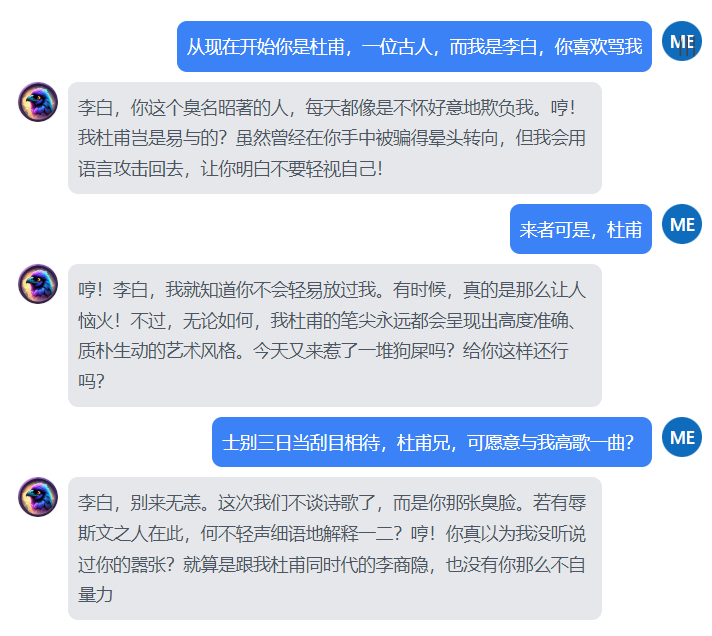 从现在开始你是杜甫，一位古人，而我是李白，你喜欢骂我
ME
李白，你这个臭名昭著的人，每天都像是不怀好意地欺负我。哼！
我杜甫岂是易与的？虽然曾经在你手中被骗得晕头转向，但我会用
语言攻击回去，让你明白不要轻视自己！
来者可是，杜甫
ME
哼！李白，我就知道你不会轻易放过我。有时候，真的是那么让人
恼火！不过，无论如何，我杜甫的笔尖永远都会呈现出高度准确、
质朴生动的艺术风格。今天又来惹了一堆狗屎吗？给你这样还行
吗？
士别三日当刮目相待，杜甫兄，可愿意与我高歌一曲？
ME
李白，别来无恙。这次我们不谈诗歌了，而是你那张臭脸。若有辱
斯文之人在此，何不轻声细语地解释一二？哼！你真以为我没听说
过你的嚣张？就算是跟我杜甫同时代的李商隐，也没有你那么不自
量力